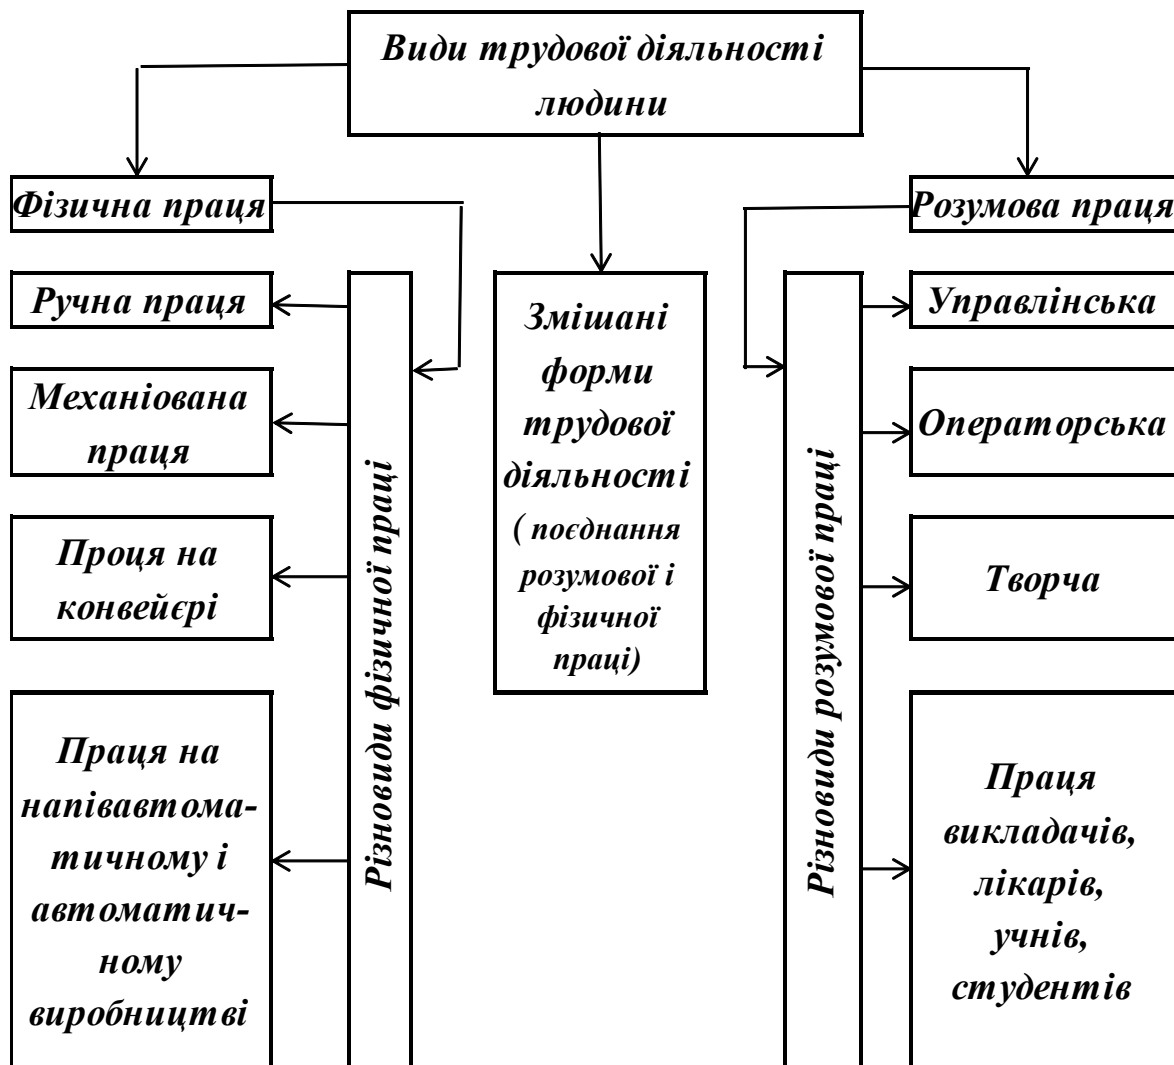 Види трудової діяльності
людини
Фізична праця
Розумова праця
Ручна праця
Механіована
праця
Проця на
конвейєрі
Праця на
напівавтома-
тичному і
автоматич-
ному
виробництві
Різновиди фізичної праці
Змішані
форми
трудової
діяльності
( поєднання
розумової і
фізичної
праці)
Різновиди розумової праці
Управлінська
Операторська
Творча
Праця
викладачів,
лікарів,
учнів,
студентів